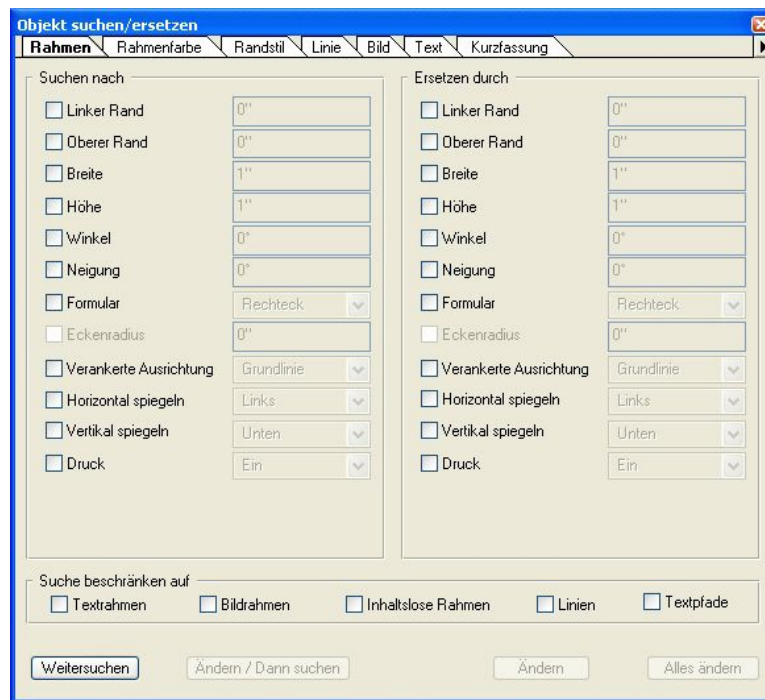 Objekt suchen/ersetzen
Rahmen Rahmenfarbe Randstil Linie Bild Text Kurzfassung
Suchen nach
Linker Rand 0"
Oberer Rand 0"
Breite 1"
Höhe 1"
Winkel 0°
Neigung 0°
Formular Rechteck
Eckenradius 0"
Verankerte Ausrichtung Grundlinie
Horizontal spiegeln Links
Vertikal spiegeln Unten
Druck Ein
Ersetzen durch
Linker Rand 0"
Oberer Rand 0"
Breite 1"
Höhe 1"
Winkel 0°
Neigung 0°
Formular Rechteck
Eckenradius 0"
Verankerte Ausrichtung Grundlinie
Horizontal spiegeln Links
Vertikal spiegeln Unten
Druck Ein
Suche beschränken auf
Textrahmen Bildrahmen Inhaltslose Rahmen Linien Textpfade
Weitersuchen Ändern / Dann suchen Ändern Alles ändern